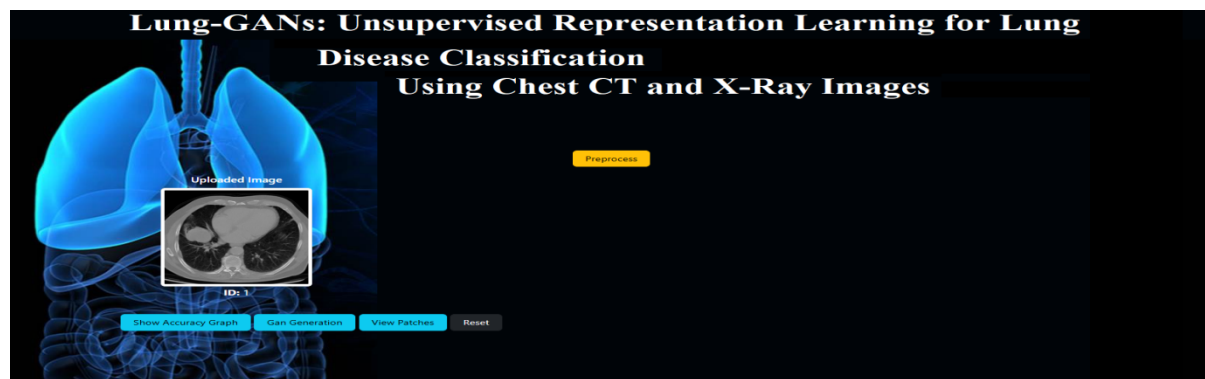 Lung-GANs: Unsupervised Representation Learning for Lung
Disease Classification
Using Chest CT and X-Ray Images
Preprocess
Uploaded Image
ID: 1
Show Accuracy Graph
Gan Generation
View Patches
Reset